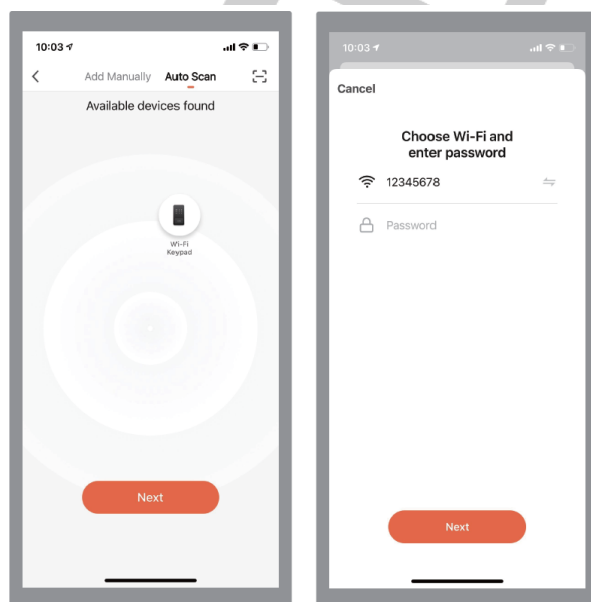 10:03
Add Manually Auto Scan
Available devices found
Wi-Fi
Keypad
Next
10:03
Cancel
Choose Wi-Fi and
enter password
12345678
Password
Next